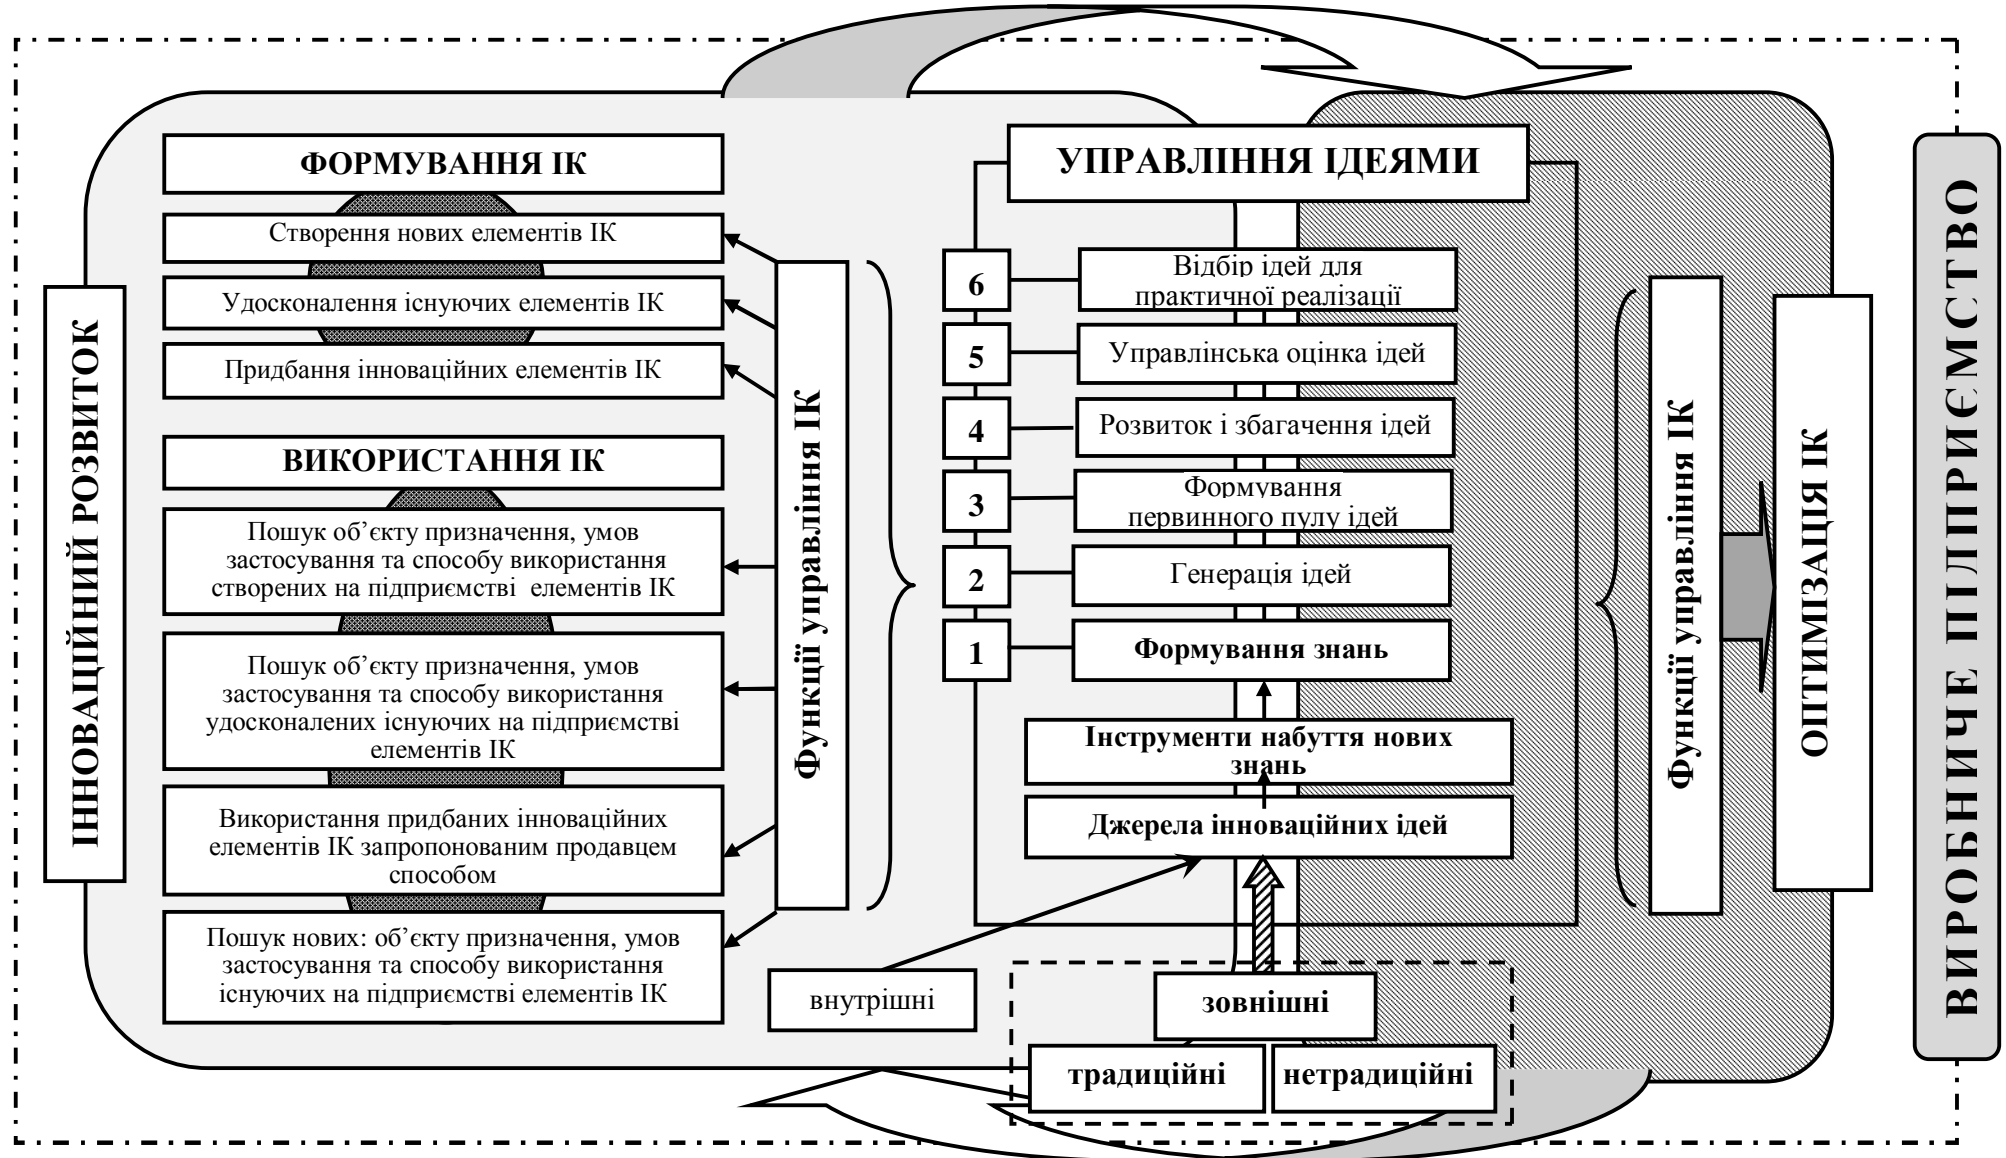 ІННОВАЦІЙНИЙ РОЗВИТОК
ФОРМУВАННЯ ІК
Створення нових елементів ІК
Удосконалення існуючих елементів ІК
Придбання інноваційних елементів ІК
ВИКОРИСТАННЯ ІК
Пошук об’єкту призначення, умов
застосування та способу використання
створених на підприємстві елементів ІК
Пошук об’єкту призначення, умов
застосування та способу використання
удосконалених існуючих на підприємстві
елементів ІК
Використання придбаних інноваційних
елементів ІК запропонованим продавцем
способом
Пошук нових: об’єкту призначення, умов
застосування та способу використання
існуючих на підприємстві елементів ІК
Функції управління ІК
УПРАВЛІННЯ ІДЕЯМИ
6
Відбір ідей для
практичної реалізації
5
Управлінська оцінка ідей
4
Розвиток і збагачення ідей
3
Формування
первинного пулу ідей
2
Генерація ідей
1
Формування знань
Інструменти набуття нових
знань
Джерела інноваційних ідей
внутрішні
зовнішні
традиційні
нетрадиційні
Функції управління ІК
ОПТИМІЗАЦІЯ ІК
ВИРОБНИЧЕ ПІДПРИЄМСТВО